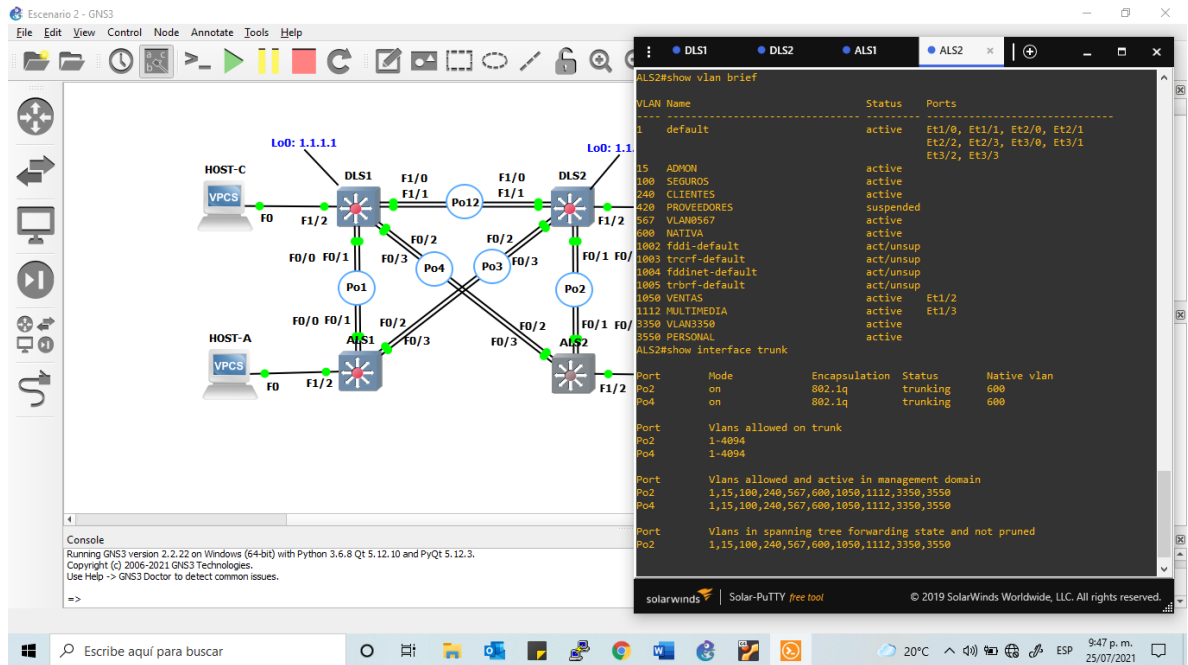 Escenario 2 - GNS3
File Edit View Control Node Annotate Tools Help
DLS1 DLS2 ALS1 ALS2
ALS2#show vlan brief
VLAN Name Status Ports
---- -------------------------------- --------- -------------------------------
1 default active Et1/0, Et1/1, Et2/0, Et2/1
Et2/2, Et2/3, Et3/0, Et3/1
Et3/2, Et3/3
15 ADMON active
100 SEGUROS active
240 CLIENTES active
420 PROVEEDORES suspended
567 VLAN0567 active
600 NATIVA active
1002 fddi-default act/unsup
1003 trcrf-default act/unsup
1004 fddinet-default act/unsup
1005 trbrf-default act/unsup
1050 VENTAS active Et1/2
1112 MULTIMEDIA active Et1/3
3350 VLAN3350 active
3550 PERSONAL active
ALS2#show interface trunk
Port Mode Encapsulation Status Native vlan
Po2 on 802.1q trunking 600
Po4 on 802.1q trunking 600
Port Vlans allowed on trunk
Po2 1-4094
Po4 1-4094
Port Vlans allowed and active in management domain
Po2 1,15,100,240,567,600,1050,1112,3350,3550
Po4 1,15,100,240,567,600,1050,1112,3350,3550
Port Vlans in spanning tree forwarding state and not pruned
Po2 1,15,100,240,567,600,1050,1112,3350,3550
solarwinds Solar-PuTTY free tool © 2019 SolarWinds Worldwide, LLC. All rights reserved.
Lo0: 1.1.1.1
Lo0: 1.1.
HOST-C
DLS1
F1/0
F1/1
Po12
F1/0
F1/1
DLS2
VPCS
F0
F1/2
F1/2
F0/2
F0/2
F0/0 F0/1
F0/3
Po4
Po3
F0/3
F0/1 F0/
Po1
Po2
F0/0 F0/1
F0/2
F0/2
F0/1 F0/
HOST-A
ALS1
F0/3
F0/3
ALS2
VPCS
F0
F1/2
F1/2
Console
Running GNS3 version 2.2.22 on Windows (64-bit) with Python 3.6.8 Qt 5.12.10 and PyQt 5.12.3.
Copyright (c) 2006-2021 GNS3 Technologies.
Use Help -> GNS3 Doctor to detect common issues.
=>
Escribe aquí para buscar
20°C
ESP
9:47 p. m.
25/07/2021